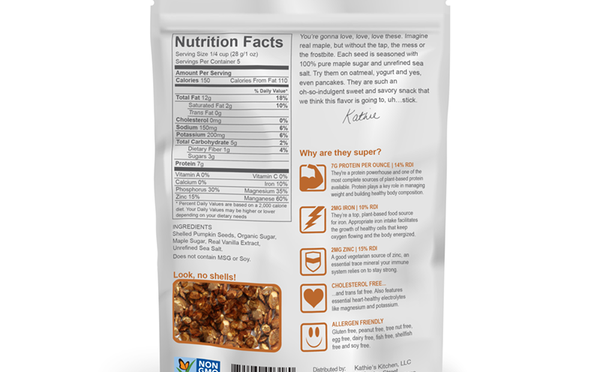 Nutrition Facts
Serving Size 1/4 cup (28 g/1 oz)
Servings Per Container 5
Amount Per Serving
Calories 150 Calories From Fat 110
% Daily Value*
Total Fat 12g 18%
Saturated Fat 2g 10%
Trans Fat 0g
Cholesterol 0mg 0%
Sodium 150mg 6%
Potassium 200mg 6%
Total Carbohydrate 5g 2%
Dietary Fiber 1g 4%
Sugars 3g
Protein 7g
Vitamin A 0% Vitamin C 0%
Calcium 0% Iron 10%
Phosphorus 30% Magnesium 35%
Zinc 15% Manganese 60%
* Percent Daily Values are based on a 2,000 calorie
diet. Your Daily Values may be higher or lower
depending on your dietary needs
INGREDIENTS
Shelled Pumpkin Seeds, Organic Sugar,
Maple Sugar, Real Vanilla Extract,
Unrefined Sea Salt.
Does not contain MSG or Soy.
Look, no shells!
NON
GMO
You're gonna love, love, love these. Imagine
real maple, but without the tap, the mess or
the frostbite. Each seed is seasoned with
100% pure maple sugar and unrefined sea
salt. Try them on oatmeal, yogurt and yes,
even pancakes. They are such an
oh-so-indulgent sweet and savory snack that
we think this flavor is going to, uh...stick.
Kathie
Why are they super?
7G PROTEIN PER OUNCE | 14% RDI
They're a protein powerhouse and one of the
most complete sources of plant-based protein
available. Protein plays a key role in managing
weight and building healthy body composition.
2MG IRON | 10% RDI
They're a top, plant-based food source
for iron. Appropriate iron intake facilitates
the growth of healthy cells that keep
oxygen flowing and the body energized.
2MG ZINC | 15% RDI
A good vegetarian source of zinc, an
essential trace mineral your immune
system relies on to stay strong.
CHOLESTEROL FREE...
...and trans fat free. Also features
essential heart-healthy electrolytes
like magnesium and potassium.
ALLERGEN FRIENDLY
Gluten free, peanut free, tree nut free,
egg free, dairy free, fish free, shellfish
free and soy free.
Distributed by: Kathie's Kitchen, LLC